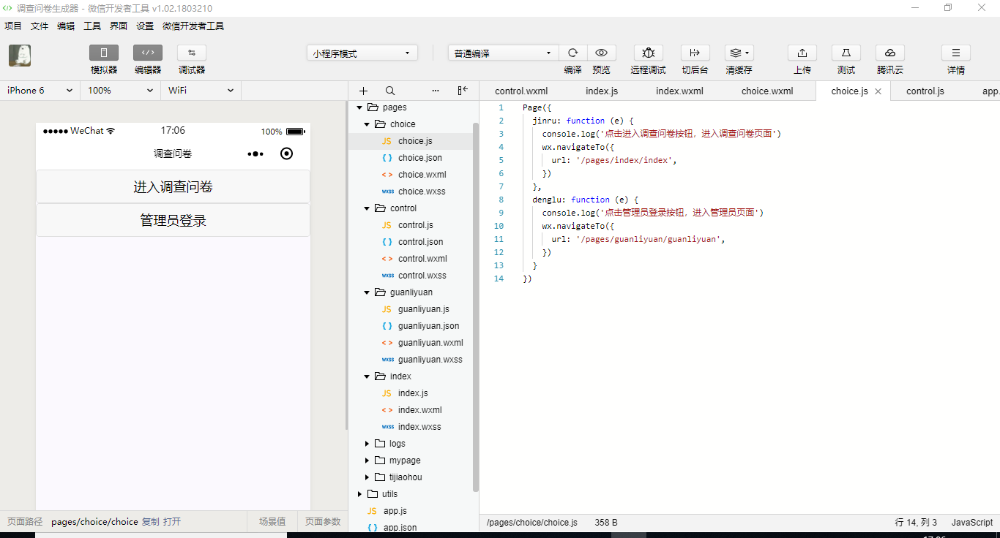 调查问卷生成器 - 微信开发者工具 v1.02.1803210
项目 文件 编辑 工具 界面 设置 微信开发者工具
模拟器 编辑器 调试器 小程序模式 普通编译 编译 预览 远程调试 切后台 清缓存 上传 测试 腾讯云 详情
iPhone 6 100% WiFi
●●●●● WeChat 17:06 100%
调查问卷
进入调查问卷
管理员登录
页面路径 pages/choice/choice 复制 打开 场景值 页面参数
pages
choice
JS choice.js
{ } choice.json
< > choice.wxml
wxss choice.wxss
control
JS control.js
{ } control.json
< > control.wxml
wxss control.wxss
guanliyuan
JS guanliyuan.js
{ } guanliyuan.json
< > guanliyuan.wxml
wxss guanliyuan.wxss
index
JS index.js
< > index.wxml
wxss index.wxss
logs
mypage
tijiaohou
utils
JS app.js
{ } app.json
control.wxml index.js index.wxml choice.wxml choice.js control.js app.
1 Page({
2 jinru: function (e) {
3 console.log('点击进入调查问卷按钮，进入调查问卷页面')
4 wx.navigateTo({
5 url: '/pages/index/index',
6 })
7 },
8 denglu: function (e) {
9 console.log('点击管理员登录按钮，进入管理员页面')
10 wx.navigateTo({
11 url: '/pages/guanliyuan/guanliyuan',
12 })
13 }
14 })
/pages/choice/choice.js 358 B 行 14, 列 3 JavaScript